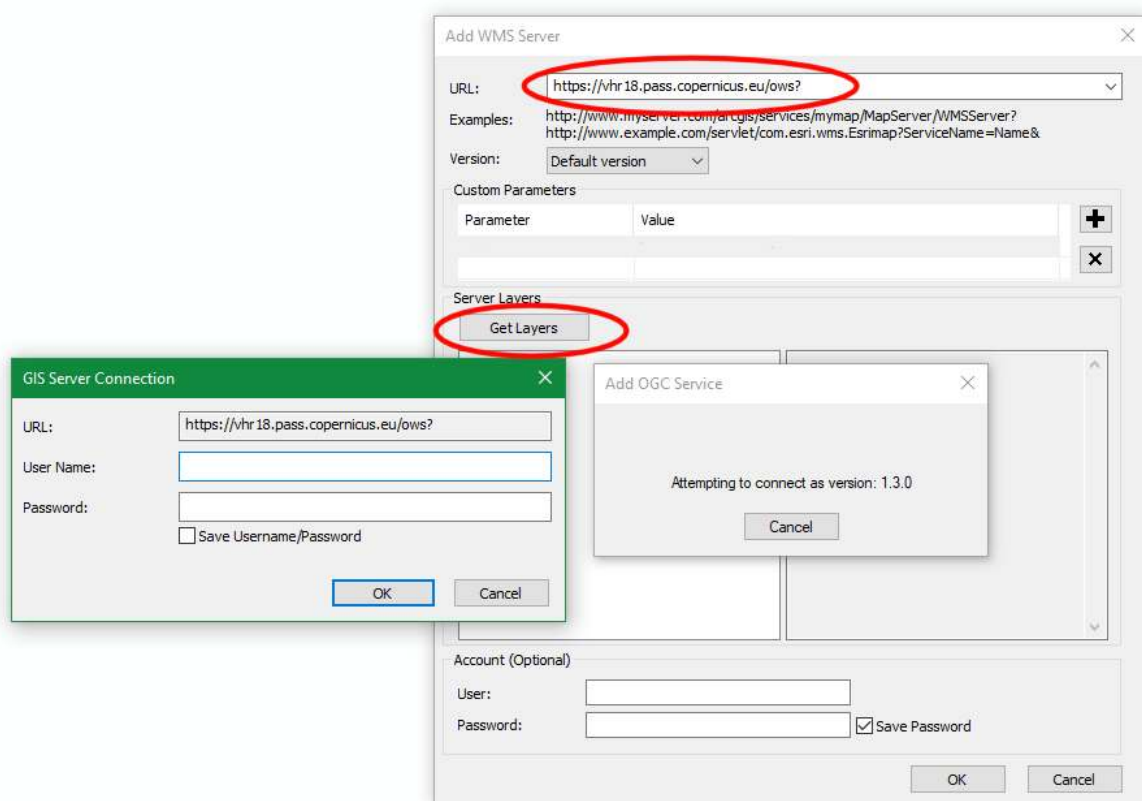 Add WMS Server
URL:
https://vhr18.pass.copernicus.eu/ows?
Examples:
http://www.myserver.com/arcgis/services/mymap/MapServer/WMSServer?
http://www.example.com/servlet/com.esri.wms.Esrimap?ServiceName=Name&
Version:
Default version
Custom Parameters
Parameter Value
Server Layers
Get Layers
GIS Server Connection
URL:
https://vhr18.pass.copernicus.eu/ows?
User Name:
Password:
Save Username/Password
OK Cancel
Add OGC Service
Attempting to connect as version: 1.3.0
Cancel
Account (Optional)
User:
Password:
Save Password
OK Cancel